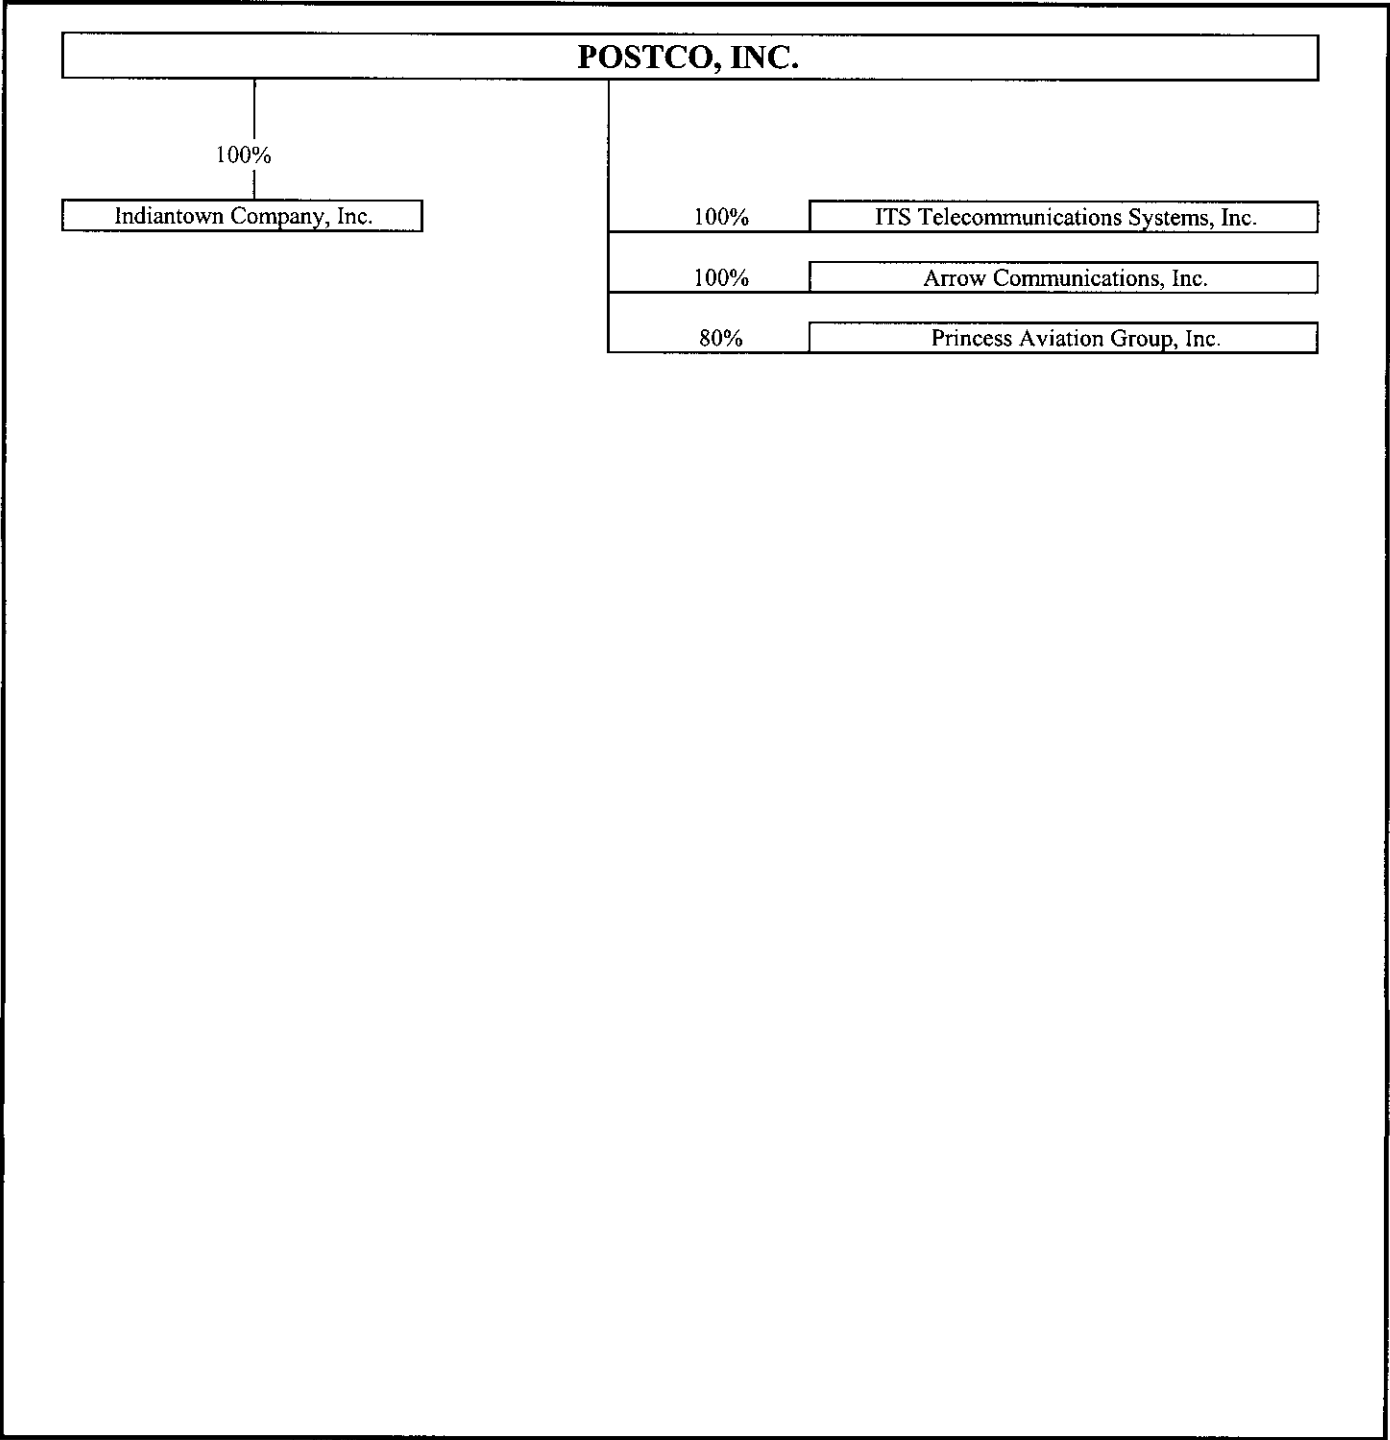 POSTCO, INC.
100%
Indiantown Company, Inc.
100% ITS Telecommunications Systems, Inc.
100% Arrow Communications, Inc.
80% Princess Aviation Group, Inc.